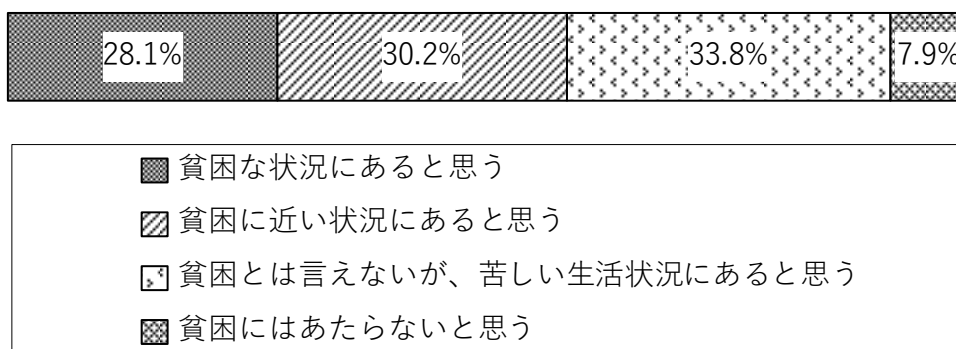 28.1% 30.2% 33.8% 7.9%
貧困な状況にあると思う
貧困に近い状況にあると思う
貧困とは言えないが、苦しい生活状況にあると思う
貧困にはあたらないと思う